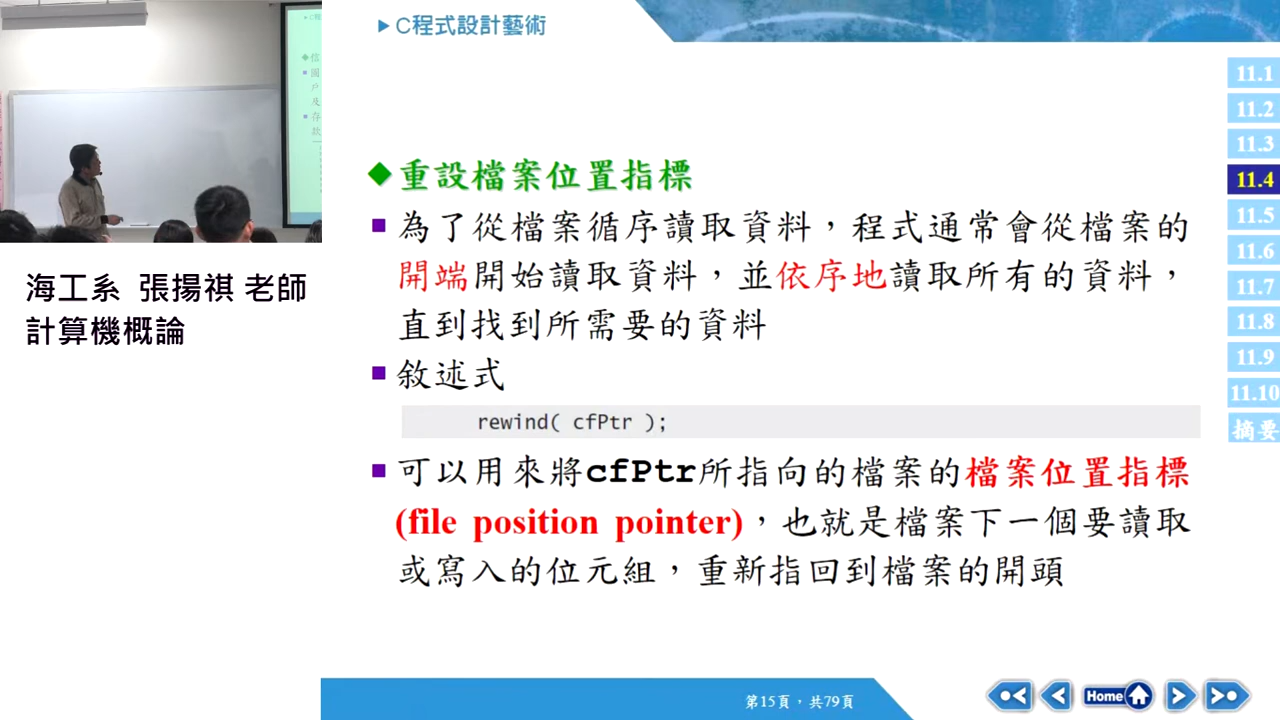 C程式設計藝術
11.1
11.2
11.3
11.4
11.5
11.6
11.7
11.8
11.9
11.10
摘要
重設檔案位置指標
為了從檔案循序讀取資料，程式通常會從檔案的
開端開始讀取資料，並依序地讀取所有的資料，
直到找到所需要的資料
敘述式
rewind( cfPtr );
可以用來將cfPtr所指向的檔案的檔案位置指標
(file position pointer)，也就是檔案下一個要讀取
或寫入的位元組，重新指回到檔案的開頭
海工系 張揚祺 老師
計算機概論
第15頁，共79頁
Home